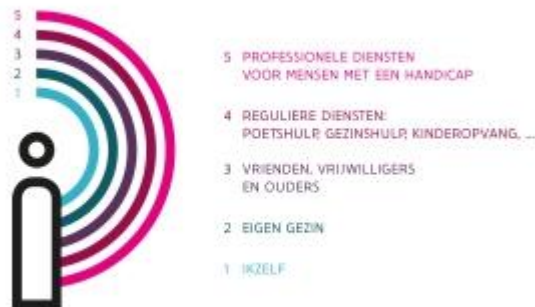 5
4
3
2
1
5 PROFESSIONELE DIENSTEN
VOOR MENSEN MET EEN HANDICAP
4 REGULIERE DIENSTEN:
POETSHULP, GEZINSHULP, KINDEROPVANG, ...
3 VRIENDEN, VRIJWILLIGERS
EN OUDERS
2 EIGEN GEZIN
1 IKZELF